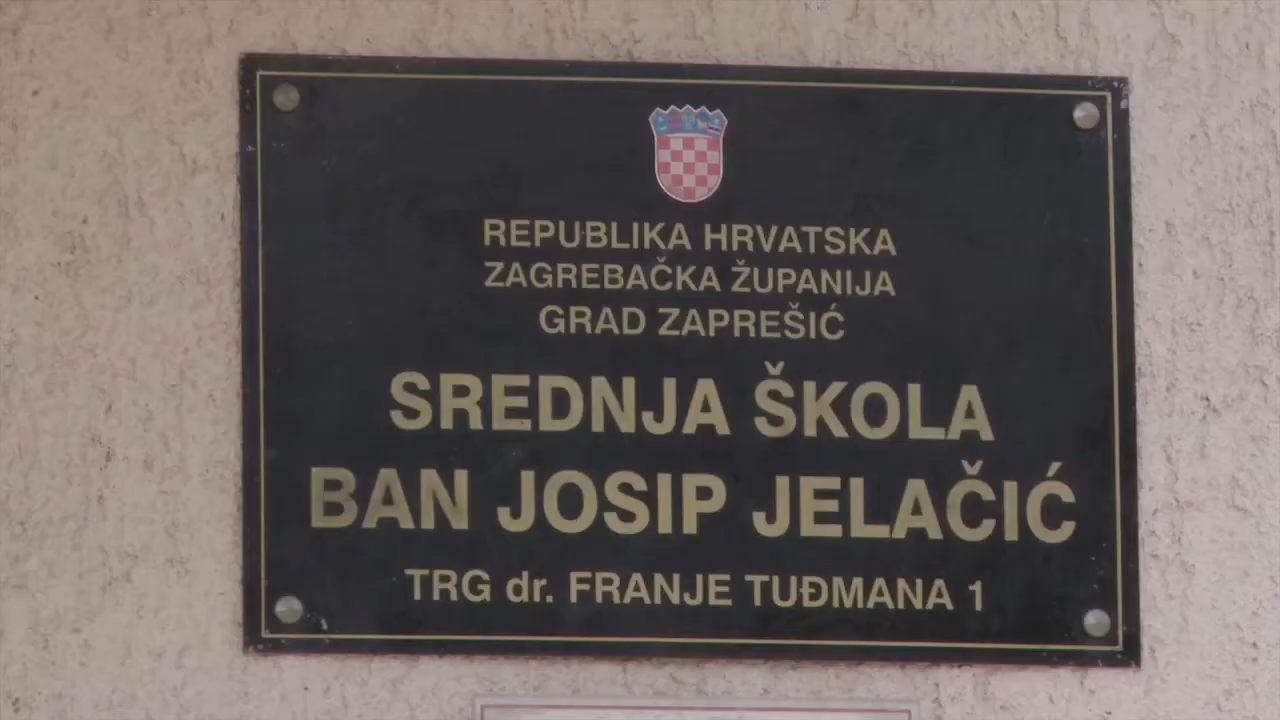 REPUBLIKA HRVATSKA
ZAGREBAČKA ŽUPANIJA
GRAD ZAPREŠIĆ
SREDNJA ŠKOLA
BAN JOSIP JELAČIĆ
TRG dr. FRANJE TUĐMANA 1